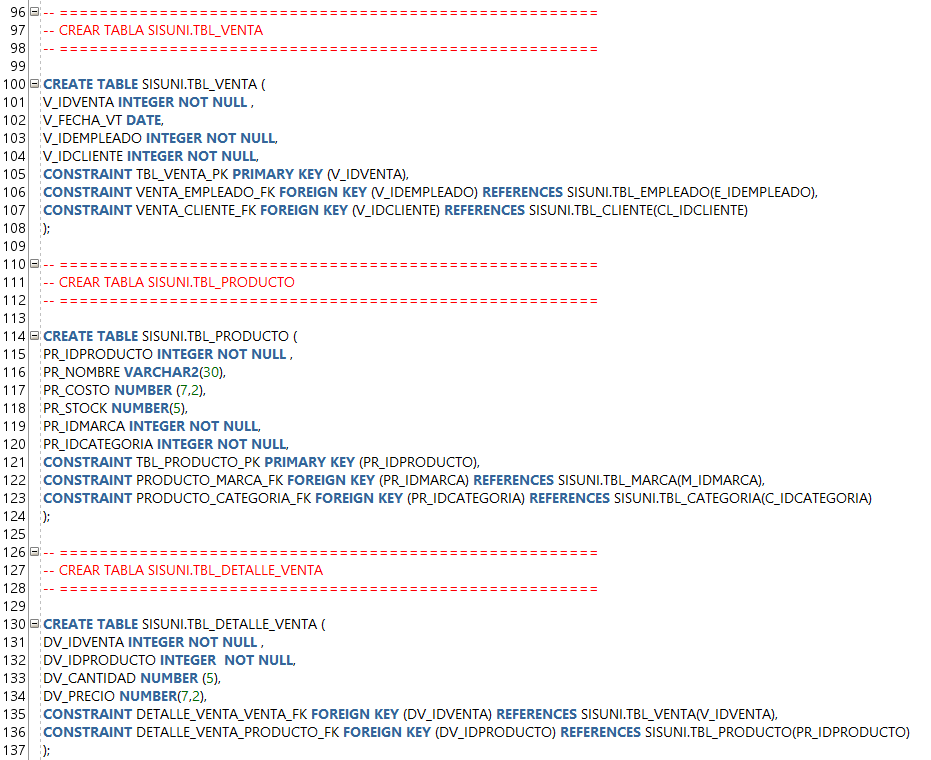 96 -- ======================================================
97 -- CREAR TABLA SISUNI.TBL_VENTA
98 -- ======================================================
99
100 CREATE TABLE SISUNI.TBL_VENTA (
101 V_IDVENTA INTEGER NOT NULL ,
102 V_FECHA_VT DATE,
103 V_IDEMPLEADO INTEGER NOT NULL,
104 V_IDCLIENTE INTEGER NOT NULL,
105 CONSTRAINT TBL_VENTA_PK PRIMARY KEY (V_IDVENTA),
106 CONSTRAINT VENTA_EMPLEADO_FK FOREIGN KEY (V_IDEMPLEADO) REFERENCES SISUNI.TBL_EMPLEADO(E_IDEMPLEADO),
107 CONSTRAINT VENTA_CLIENTE_FK FOREIGN KEY (V_IDCLIENTE) REFERENCES SISUNI.TBL_CLIENTE(CL_IDCLIENTE)
108 );
109
110 -- ======================================================
111 -- CREAR TABLA SISUNI.TBL_PRODUCTO
112 -- ======================================================
113
114 CREATE TABLE SISUNI.TBL_PRODUCTO (
115 PR_IDPRODUCTO INTEGER NOT NULL ,
116 PR_NOMBRE VARCHAR2(30),
117 PR_COSTO NUMBER (7,2),
118 PR_STOCK NUMBER(5),
119 PR_IDMARCA INTEGER NOT NULL,
120 PR_IDCATEGORIA INTEGER NOT NULL,
121 CONSTRAINT TBL_PRODUCTO_PK PRIMARY KEY (PR_IDPRODUCTO),
122 CONSTRAINT PRODUCTO_MARCA_FK FOREIGN KEY (PR_IDMARCA) REFERENCES SISUNI.TBL_MARCA(M_IDMARCA),
123 CONSTRAINT PRODUCTO_CATEGORIA_FK FOREIGN KEY (PR_IDCATEGORIA) REFERENCES SISUNI.TBL_CATEGORIA(C_IDCATEGORIA)
124 );
125
126 -- ======================================================
127 -- CREAR TABLA SISUNI.TBL_DETALLE_VENTA
128 -- ======================================================
129
130 CREATE TABLE SISUNI.TBL_DETALLE_VENTA (
131 DV_IDVENTA INTEGER NOT NULL ,
132 DV_IDPRODUCTO INTEGER  NOT NULL,
133 DV_CANTIDAD NUMBER (5),
134 DV_PRECIO NUMBER(7,2),
135 CONSTRAINT DETALLE_VENTA_VENTA_FK FOREIGN KEY (DV_IDVENTA) REFERENCES SISUNI.TBL_VENTA(V_IDVENTA),
136 CONSTRAINT DETALLE_VENTA_PRODUCTO_FK FOREIGN KEY (DV_IDPRODUCTO) REFERENCES SISUNI.TBL_PRODUCTO(PR_IDPRODUCTO)
137 );